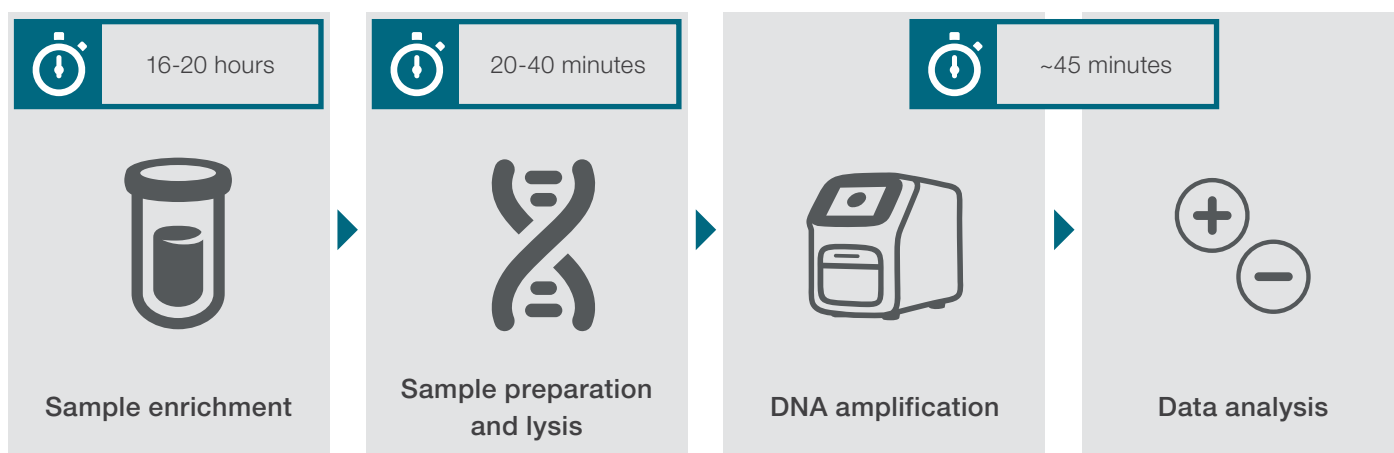 16-20 hours
20-40 minutes
~45 minutes
Sample enrichment
Sample preparation
and lysis
DNA amplification
Data analysis